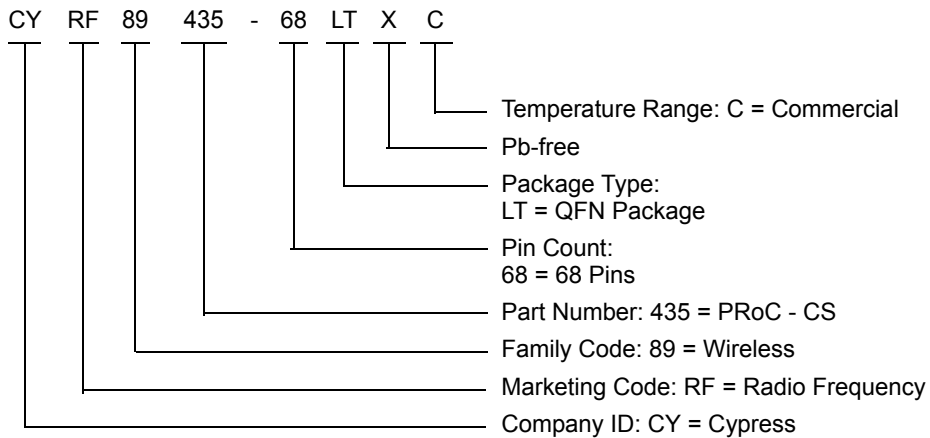 CY RF 89 435 - 68 LT X C
Temperature Range: C = Commercial
Pb-free
Package Type:
LT = QFN Package
Pin Count:
68 = 68 Pins
Part Number: 435 = PRoC - CS
Family Code: 89 = Wireless
Marketing Code: RF = Radio Frequency
Company ID: CY = Cypress